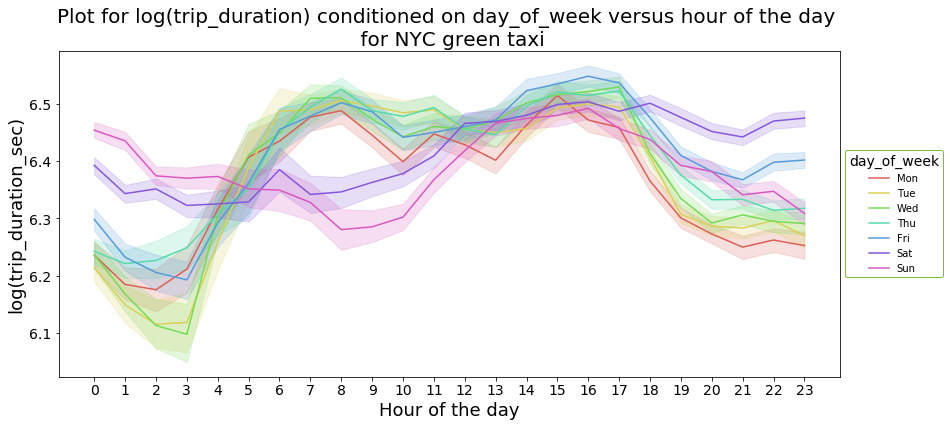 Plot for log(trip_duration) conditioned on day_of_week versus hour of the day
for NYC green taxi
log(trip_duration_sec)
6.5
6.4
6.3
6.2
6.1
0 1 2 3 4 5 6 7 8 9 10 11 12 13 14 15 16 17 18 19 20 21 22 23
Hour of the day
day_of_week
Mon
Tue
Wed
Thu
Fri
Sat
Sun